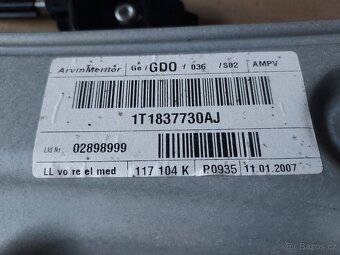 ArvinMeritor Ge/GDO / 036 /S02 AMPV
1T1837730AJ
Lfd Nr. 02898999
LL vo re el med 117 104 K P0935 11.01.2007
bazos.cz